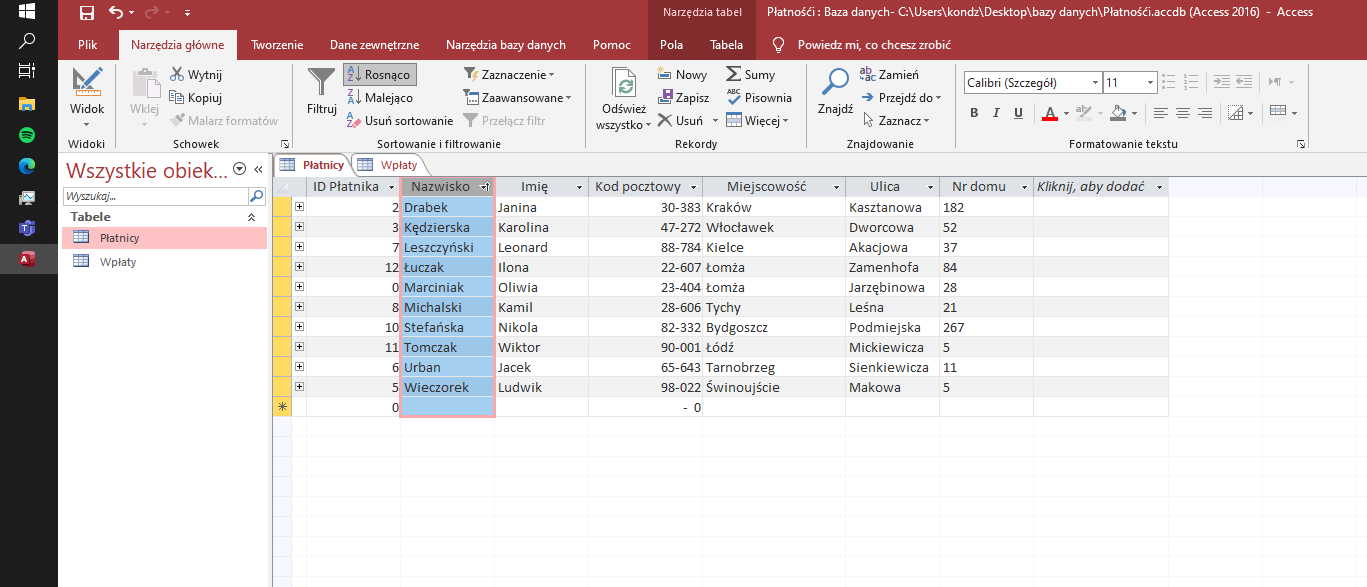 Narzędzia tabel
Płatnośći : Baza danych- C:\Users\kondz\Desktop\bazy danych\Płatnośći.accdb (Access 2016) - Access
Plik Narzędzia główne Tworzenie Dane zewnętrzne Narzędzia bazy danych Pomoc Pola Tabela Powiedz mi, co chcesz zrobić
Widok
Widoki
Wklej
Wytnij
Kopiuj
Malarz formatów
Schowek
Filtruj
Rosnąco
Malejąco
Usuń sortowanie
Zaznaczenie
Zaawansowane
Przełącz filtr
Sortowanie i filtrowanie
Odśwież
wszystko
Nowy
Zapisz
Usuń
Sumy
Pisownia
Więcej
Rekordy
Znajdź
Zamień
Przejdź do
Zaznacz
Znajdowanie
Calibri (Szczegół) 11
B I U A
Formatowanie tekstu
Wszystkie obiek...
Wyszukaj...
Tabele
Płatnicy
Wpłaty
Płatnicy Wpłaty
ID Płatnika Nazwisko Imię Kod pocztowy Miejscowość Ulica Nr domu Kliknij, aby dodać
2 Drabek Janina 30-383 Kraków Kasztanowa 182
3 Kędzierska Karolina 47-272 Włocławek Dworcowa 52
7 Leszczyński Leonard 88-784 Kielce Akacjowa 37
12 Łuczak Ilona 22-607 Łomża Zamenhofa 84
0 Marciniak Oliwia 23-404 Łomża Jarzębinowa 28
8 Michalski Kamil 28-606 Tychy Leśna 21
10 Stefańska Nikola 82-332 Bydgoszcz Podmiejska 267
11 Tomczak Wiktor 90-001 Łódź Mickiewicza 5
6 Urban Jacek 65-643 Tarnobrzeg Sienkiewicza 11
5 Wieczorek Ludwik 98-022 Świnoujście Makowa 5
0 - 0